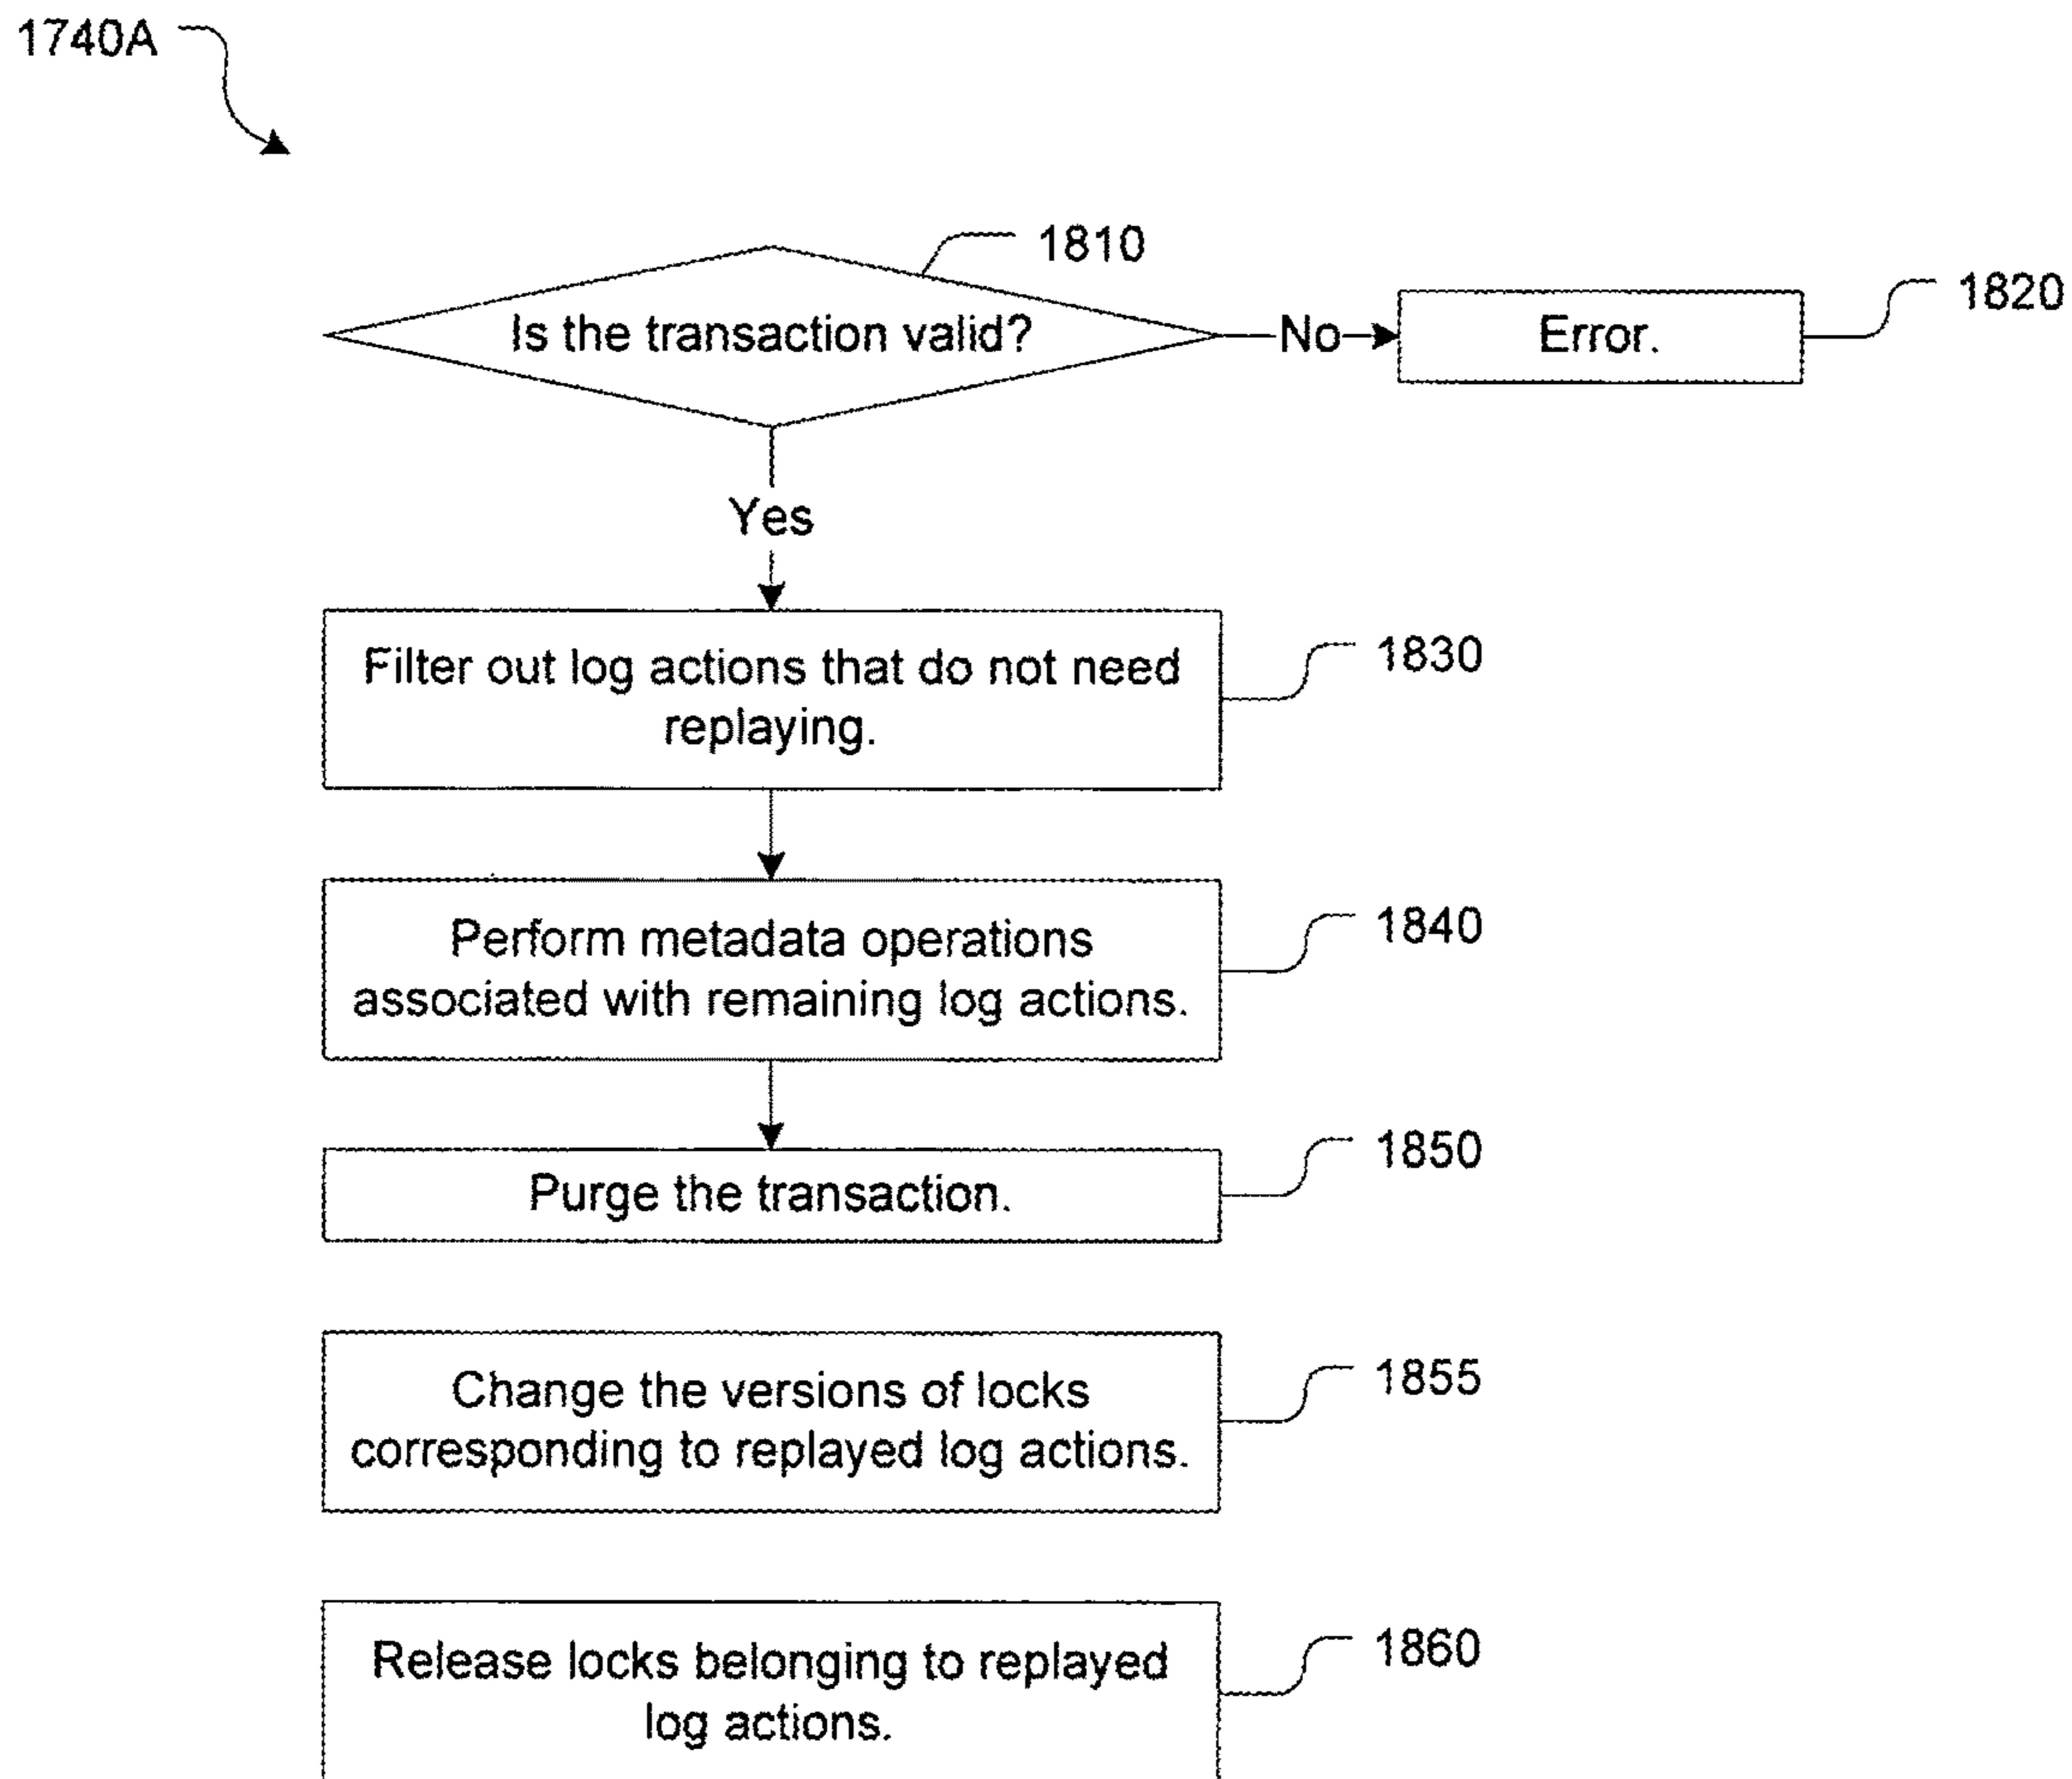 1740A
1810
Is the transaction valid?
No
Error.
1820
Yes
Filter out log actions that do not need
replaying.
1830
Perform metadata operations
associated with remaining log actions.
1840
Purge the transaction.
1850
Change the versions of locks
corresponding to replayed log actions.
1855
Release locks belonging to replayed
log actions.
1860